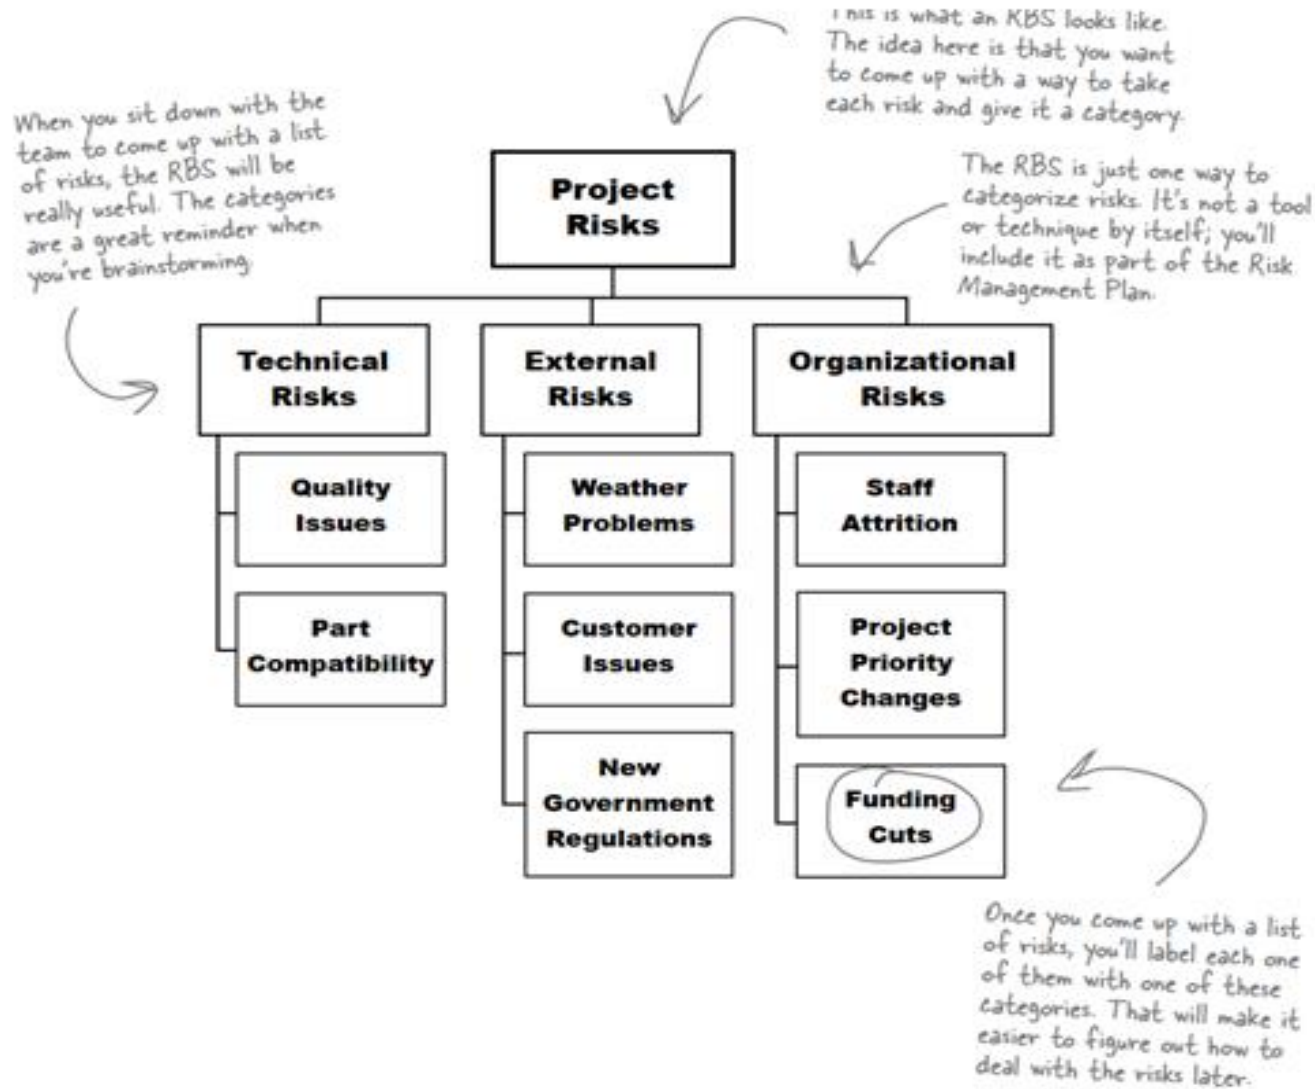 This is what an RBS looks like.
The idea here is that you want
to come up with a way to take
each risk and give it a category.
When you sit down with the
team to come up with a list
of risks, the RBS will be
really useful. The categories
are a great reminder when
you're brainstorming.
The RBS is just one way to
categorize risks. It's not a tool
or technique by itself; you'll
include it as part of the Risk
Management Plan.
Project
Risks
Technical
Risks
Quality
Issues
Part
Compatibility
External
Risks
Weather
Problems
Customer
Issues
New
Government
Regulations
Organizational
Risks
Staff
Attrition
Project
Priority
Changes
Funding
Cuts
Once you come up with a list
of risks, you'll label each one
of them with one of these
categories. That will make it
easier to figure out how to
deal with the risks later.